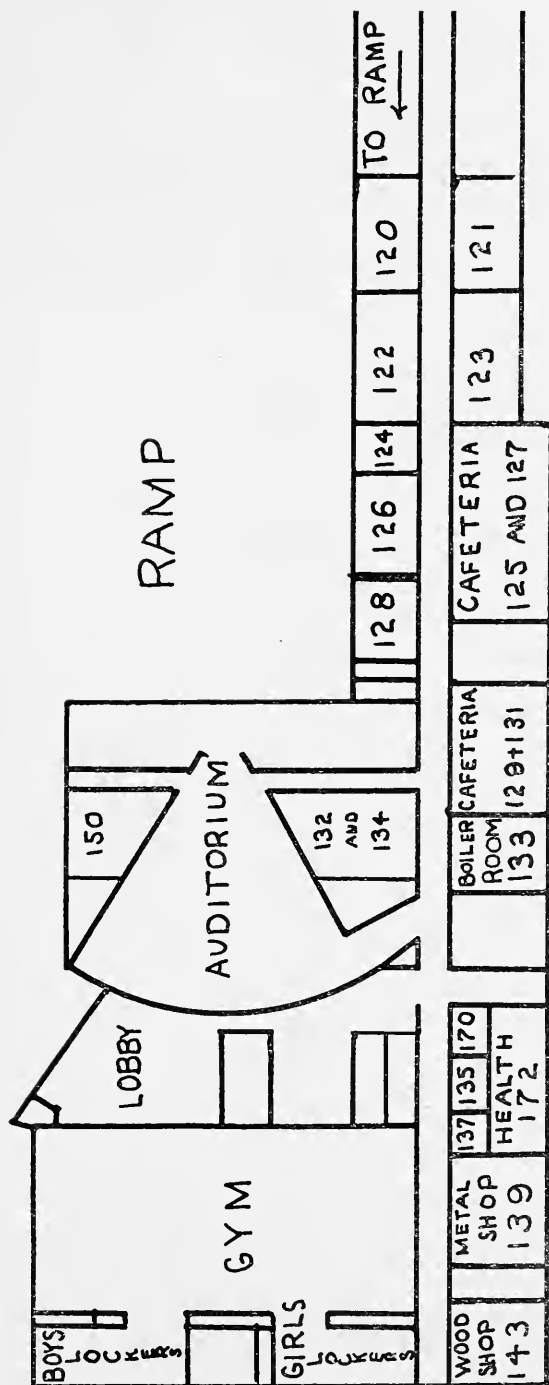 TO RAMP
120
122
124
126
128
RAMP
121
123
CAFETERIA
125 AND 127
CAFETERIA
129+131
BOILER
ROOM
133
150
AUDITORIUM
132
AND
134
LOBBY
137
135
170
HEALTH
172
GYM
METAL
SHOP
139
BOYS
LOCKERS
GIRLS
LOCKERS
WOOD
SHOP
143